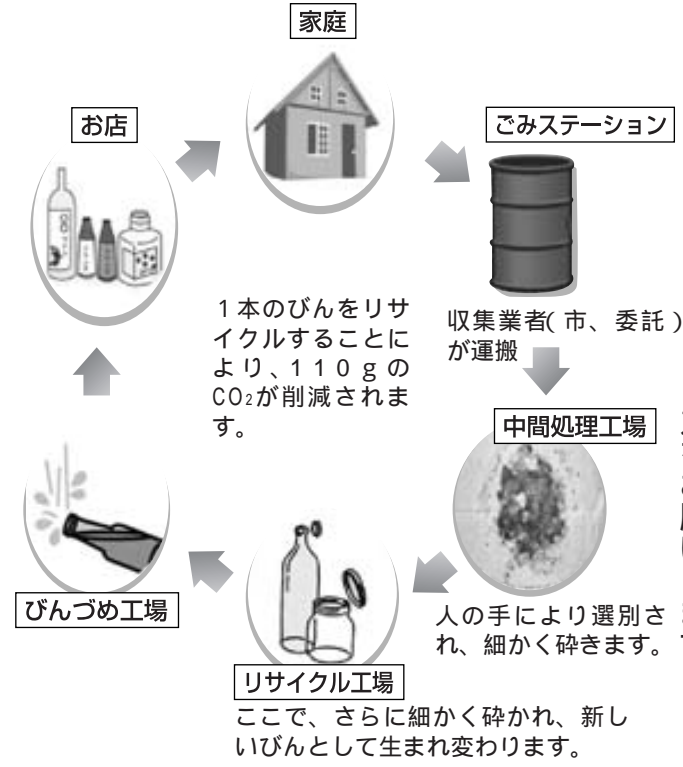 家庭
お店
ごみステーション
収集業者(市、委託)
が運搬
1本のびんをリサ
イクルすることに
より、110gの
CO₂が削減されま
す。
中間処理工場
人の手により選別さ
れ、細かく砕きます。
リサイクル工場
ここで、さらに細かく砕かれ、新し
いびんとして生まれ変わります。
びんづめ工場